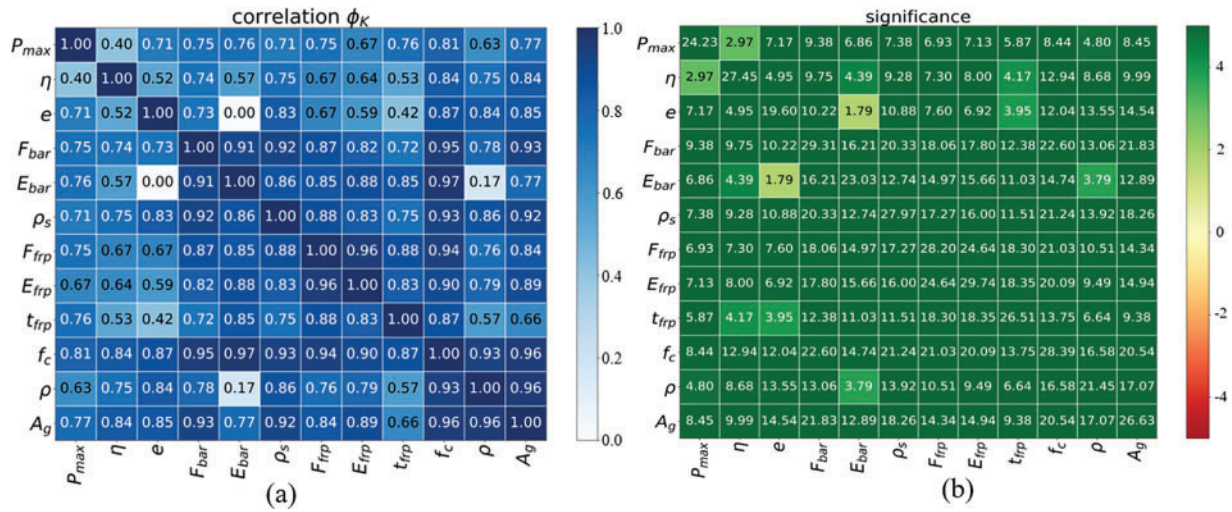 correlation ϕK
Pmax 1.00 0.40 0.71 0.75 0.76 0.71 0.75 0.67 0.76 0.81 0.63 0.77
η 0.40 1.00 0.52 0.74 0.57 0.75 0.67 0.64 0.53 0.84 0.75 0.84
e 0.71 0.52 1.00 0.73 0.00 0.83 0.67 0.59 0.42 0.87 0.84 0.85
Fbar 0.75 0.74 0.73 1.00 0.91 0.92 0.87 0.82 0.72 0.95 0.78 0.93
Ebar 0.76 0.57 0.00 0.91 1.00 0.86 0.85 0.88 0.85 0.97 0.17 0.77
ρs 0.71 0.75 0.83 0.92 0.86 1.00 0.88 0.83 0.75 0.93 0.86 0.92
Ffrp 0.75 0.67 0.67 0.87 0.85 0.88 1.00 0.96 0.88 0.94 0.76 0.84
Efrp 0.67 0.64 0.59 0.82 0.88 0.83 0.96 1.00 0.83 0.90 0.79 0.89
tfrp 0.76 0.53 0.42 0.72 0.85 0.75 0.88 0.83 1.00 0.87 0.57 0.66
fc 0.81 0.84 0.87 0.95 0.97 0.93 0.94 0.90 0.87 1.00 0.93 0.96
ρ 0.63 0.75 0.84 0.78 0.17 0.86 0.76 0.79 0.57 0.93 1.00 0.96
Ag 0.77 0.84 0.85 0.93 0.77 0.92 0.84 0.89 0.66 0.96 0.96 1.00
Pmax η e Fbar Ebar ρs Ffrp Efrp tfrp fc ρ Ag
1.0
0.8
0.6
0.4
0.2
0.0
(a)
significance
Pmax 24.23 2.97 7.17 9.38 6.86 7.38 6.93 7.13 5.87 8.44 4.80 8.45
η 2.97 27.45 4.95 9.75 4.39 9.28 7.30 8.00 4.17 12.94 8.68 9.99
e 7.17 4.95 19.60 10.22 1.79 10.88 7.60 6.92 3.95 12.04 13.55 14.54
Fbar 9.38 9.75 10.22 29.31 16.21 20.33 18.06 17.80 12.38 22.60 13.06 21.83
Ebar 6.86 4.39 1.79 16.21 23.03 12.74 14.97 15.66 11.03 14.74 3.79 12.89
ρs 7.38 9.28 10.88 20.33 12.74 27.97 17.27 16.00 11.51 21.24 13.92 18.26
Ffrp 6.93 7.30 7.60 18.06 14.97 17.27 28.20 24.64 18.30 21.03 10.51 14.34
Efrp 7.13 8.00 6.92 17.80 15.66 16.00 24.64 29.74 18.35 20.09 9.49 14.94
tfrp 5.87 4.17 3.95 12.38 11.03 11.51 18.30 18.35 26.51 13.75 6.64 9.38
fc 8.44 12.94 12.04 22.60 14.74 21.24 21.03 20.09 13.75 28.39 16.58 20.54
ρ 4.80 8.68 13.55 13.06 3.79 13.92 10.51 9.49 6.64 16.58 21.45 17.07
Ag 8.45 9.99 14.54 21.83 12.89 18.26 14.34 14.94 9.38 20.54 17.07 26.63
Pmax η e Fbar Ebar ρs Ffrp Efrp tfrp fc ρ Ag
4
2
0
-2
-4
(b)